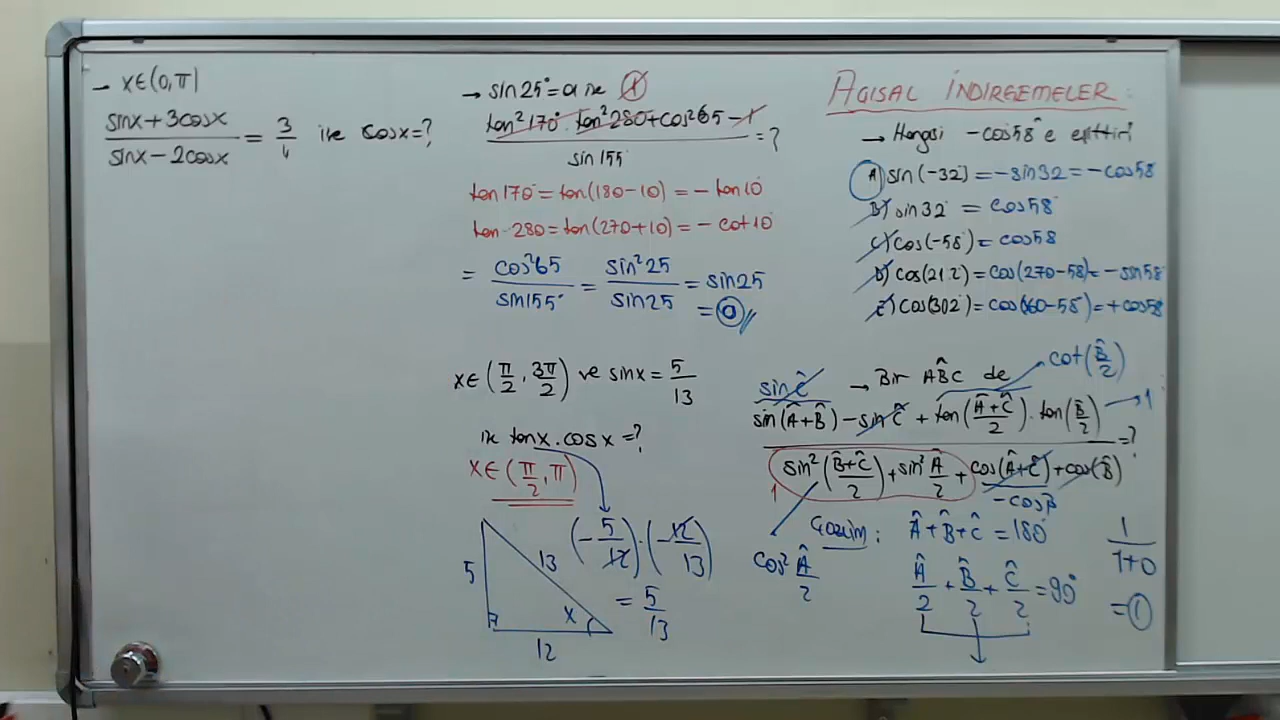 → x∈(0,π)
sinx+3cosx / sinx−2cosx = 3/4 ise cosx=?
→ sin25°=a ise
tan²170°·tan²280+cos²65−1 / sin155 =?
tan170°=tan(180−10)=−tan10
tan280=tan(270+10)=−cot10
= cos²65 / sin155° = sin²25 / sin25 = sin25
= a
x∈(π/2, 3π/2) ve sinx=5/13
ise tanx.cosx=?
x∈(π/2, π)
(−5/12)·(−12/13)
= 5/13
5
13
x
12
AÇISAL İNDİRGEMELER:
→ Hangisi −cos58°e eşittir
A) sin(−32)=−sin32=−cos58
B) sin32 = cos58
C) cos(−58)=cos58
D) cos(212)=cos(270−58)=−sin58
E) cos(302)=cos(360−58)=+cos58
→ Bir ABC de
cot(B/2)
sinC
sin(A+B)−sinC+tan(A+C/2).tan(B/2) → 1
=?
sin²(B+C/2)+sin²A/2+cos(A+C)+cos(B)
1
−cosB
cos²A/2
Çözüm: A+B+C=180°
A/2+B/2+C/2=90°
1/1+0
=1